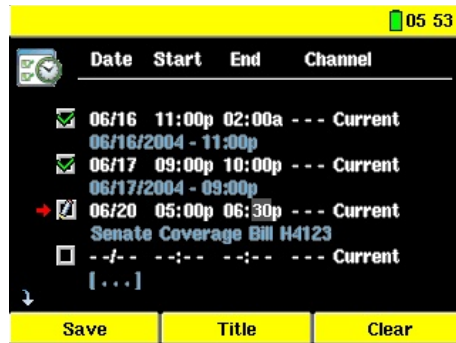 05 53
Date Start End Channel
06/16 11:00p 02:00a - - - Current
06/16/2004 - 11:00p
06/17 09:00p 10:00p - - - Current
06/17/2004 - 09:00p
06/20 05:00p 06:30p - - - Current
Senate Coverage Bill H4123
--/-- --:-- --:-- - - - Current
[...]
Save Title Clear